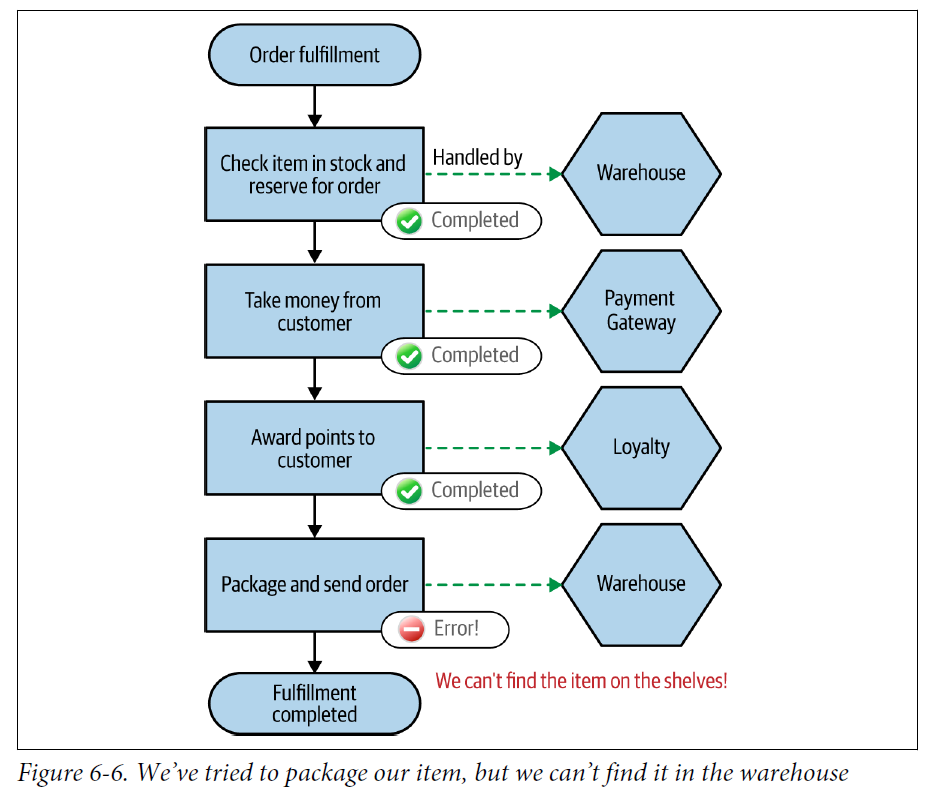 Order fulfillment
Check item in stock and
reserve for order
Handled by
Warehouse
Completed
Take money from
customer
Payment
Gateway
Completed
Award points to
customer
Loyalty
Completed
Package and send order
Warehouse
Error!
We can't find the item on the shelves!
Fulfillment
completed
Figure 6-6. We’ve tried to package our item, but we can’t find it in the warehouse